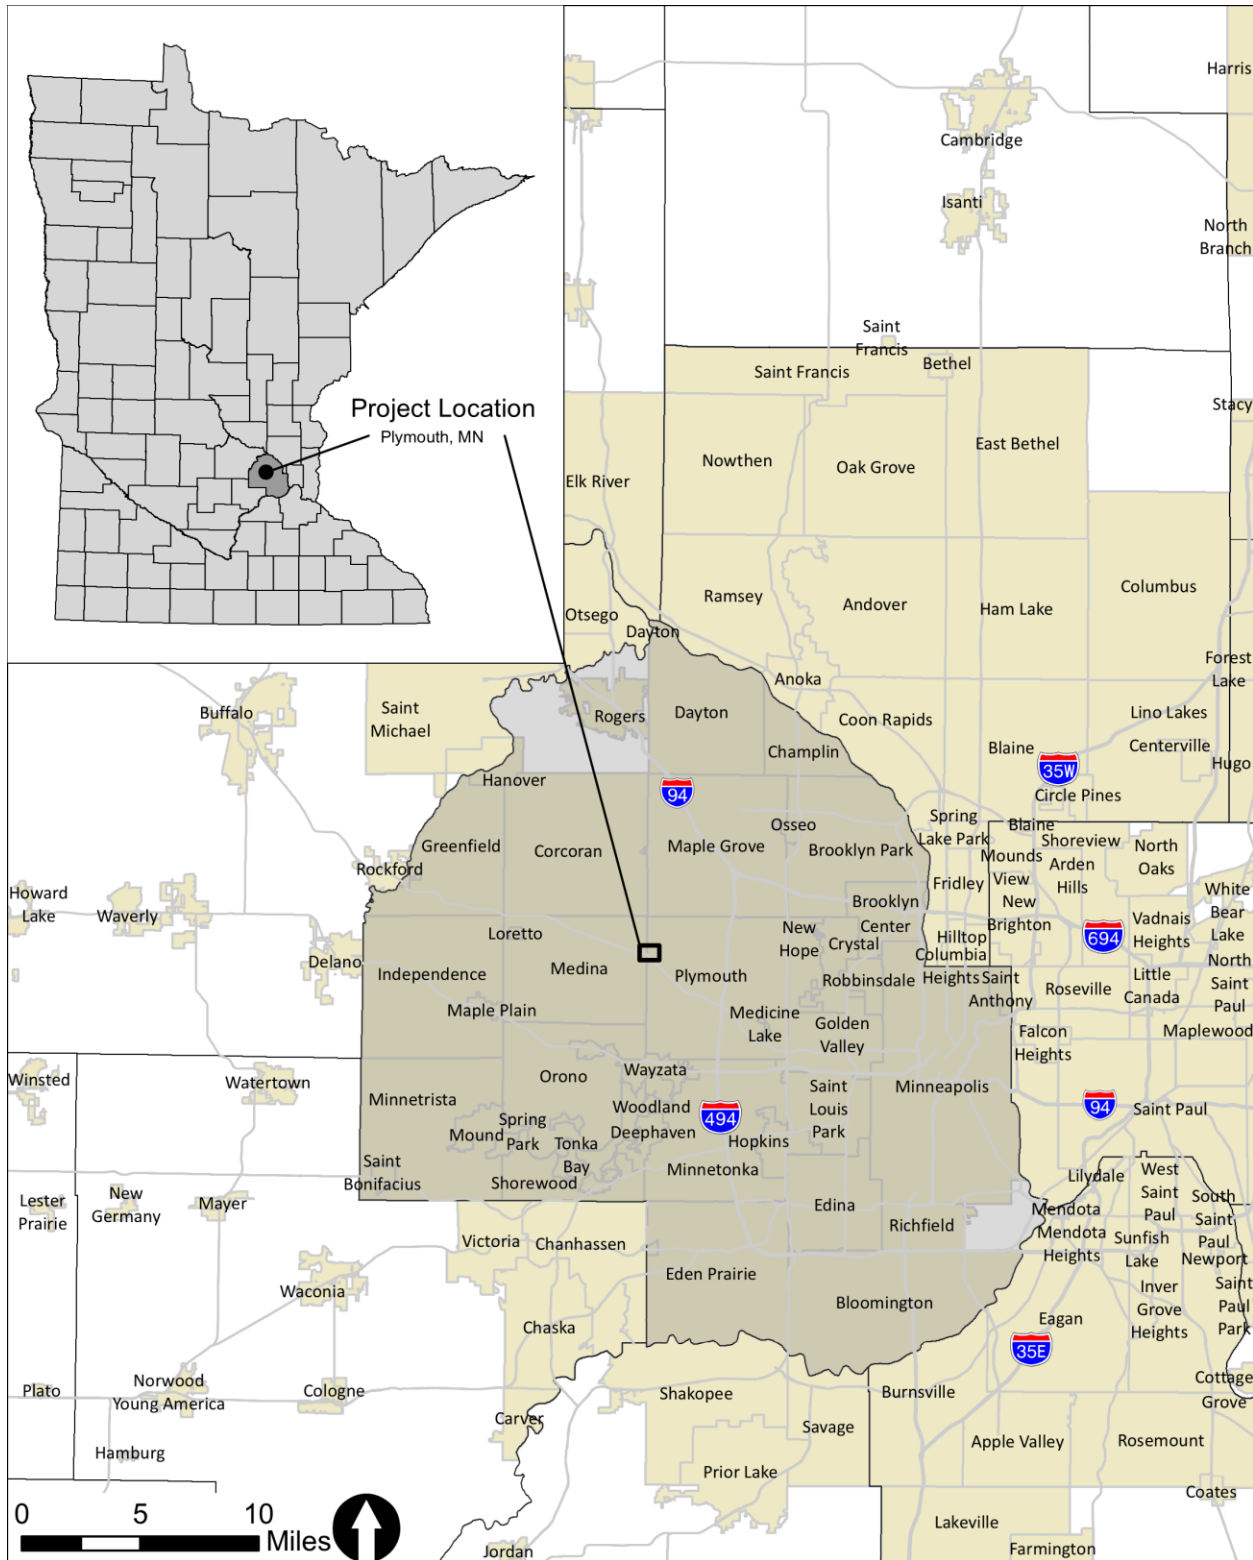 Project Location
Plymouth, MN
Harris
Cambridge
Isanti
North
Branch
Saint
Francis
Saint Francis
Bethel
Stacy
East Bethel
Nowthen
Oak Grove
Elk River
Columbus
Ramsey
Andover
Ham Lake
Otsego
Dayton
Forest
Lake
Anoka
Buffalo
Saint
Michael
Rogers
Dayton
Coon Rapids
Lino Lakes
Champlin
Blaine
Centerville
Hugo
35W
Hanover
94
Circle Pines
Osseo
Spring
Lake Park
Blaine
Greenfield
Corcoran
Maple Grove
Brooklyn Park
Shoreview
North
Oaks
Mounds
View
Arden
Hills
Rockford
Fridley
Howard
Lake
Waverly
Brooklyn
Center
New
Brighton
White
Bear
Lake
Loretto
New
Hope
Crystal
Hilltop
694
Vadnais
Heights
Delano
Independence
Medina
Plymouth
Robbinsdale
Columbia
Heights
Saint
Anthony
Roseville
Little
Canada
North
Saint
Paul
Maple Plain
Medicine
Lake
Golden
Valley
Falcon
Heights
Maplewood
Winsted
Watertown
Orono
Wayzata
Minneapolis
Minnetrista
Woodland
494
Saint
Louis
Park
94
Saint Paul
Mound
Spring
Park
Tonka
Bay
Deephaven
Hopkins
Saint
Bonifacius
Shorewood
Minnetonka
Lilydale
West
Saint
Paul
Lester
Prairie
New
Germany
Mayer
Edina
Richfield
Mendota
Mendota
Heights
South
Saint
Paul
Victoria
Chanhassen
Sunfish
Lake
Newport
Eden Prairie
Waconia
Bloomington
Inver
Grove
Heights
Saint
Paul
Park
Chaska
Eagan
35E
Plato
Norwood
Young America
Cologne
Shakopee
Burnsville
Cottage
Grove
Carver
Savage
Hamburg
Apple Valley
Rosemount
Prior Lake
Coates
Lakeville
Jordan
Farmington
0 5 10
Miles